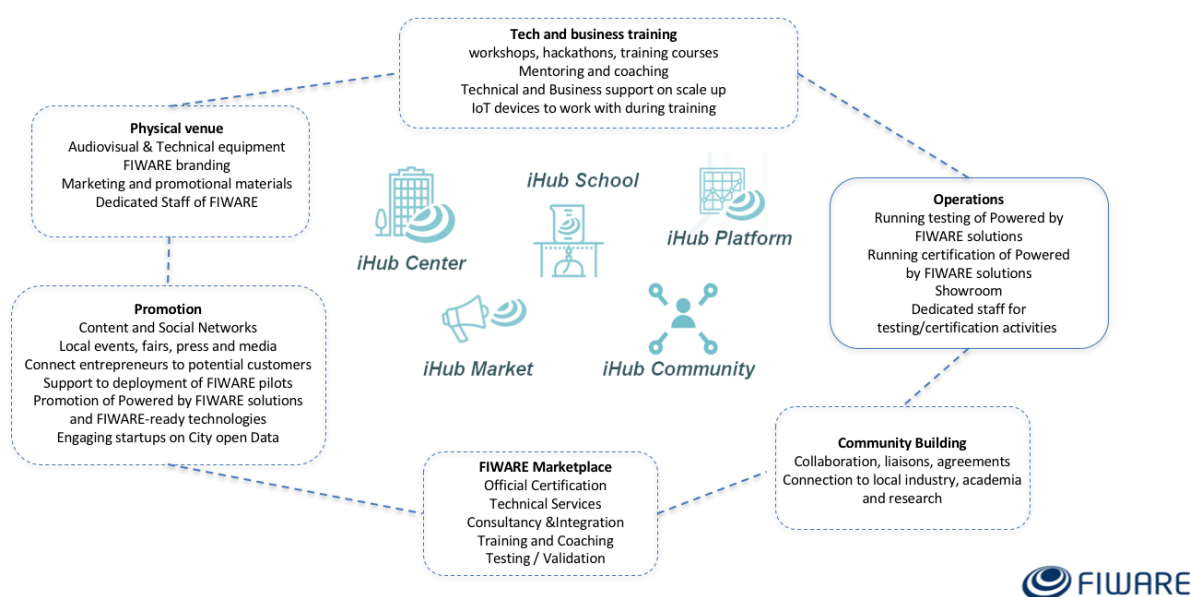 Tech and business training
workshops, hackathons, training courses
Mentoring and coaching
Technical and Business support on scale up
IoT devices to work with during training
Physical venue
Audiovisual & Technical equipment
FIWARE branding
Marketing and promotional materials
Dedicated Staff of FIWARE
iHub School
iHub Center
iHub Platform
Operations
Running testing of Powered by
FIWARE solutions
Running certification of Powered
by FIWARE solutions
Showroom
Dedicated staff for
testing/certification activities
Promotion
Content and Social Networks
Local events, fairs, press and media
Connect entrepreneurs to potential customers
Support to deployment of FIWARE pilots
Promotion of Powered by FIWARE solutions
and FIWARE-ready technologies
Engaging startups on City open Data
iHub Market
iHub Community
Community Building
Collaboration, liaisons, agreements
Connection to local industry, academia
and research
FIWARE Marketplace
Official Certification
Technical Services
Consultancy &Integration
Training and Coaching
Testing / Validation
FIWARE